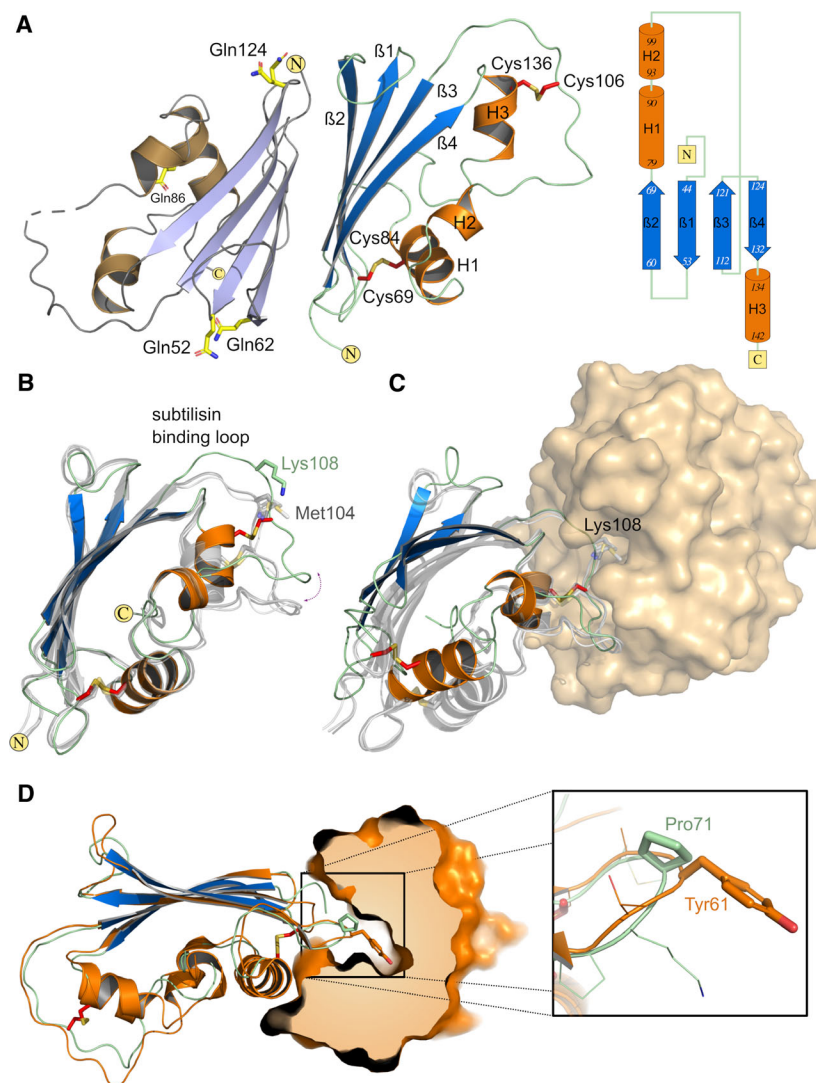 A
Gln124
N
Gln86
C
Gln52
Gln62
ß1
ß2
ß3
ß4
Cys136
Cys106
H3
H2
H1
Cys84
Cys69
N
99
H2
93
90
H1
79
N
69
44
121
124
ß2
ß1
ß3
ß4
60
53
112
132
134
H3
142
C
B
subtilisin
binding loop
Lys108
Met104
C
N
C
Lys108
D
Pro71
Tyr61